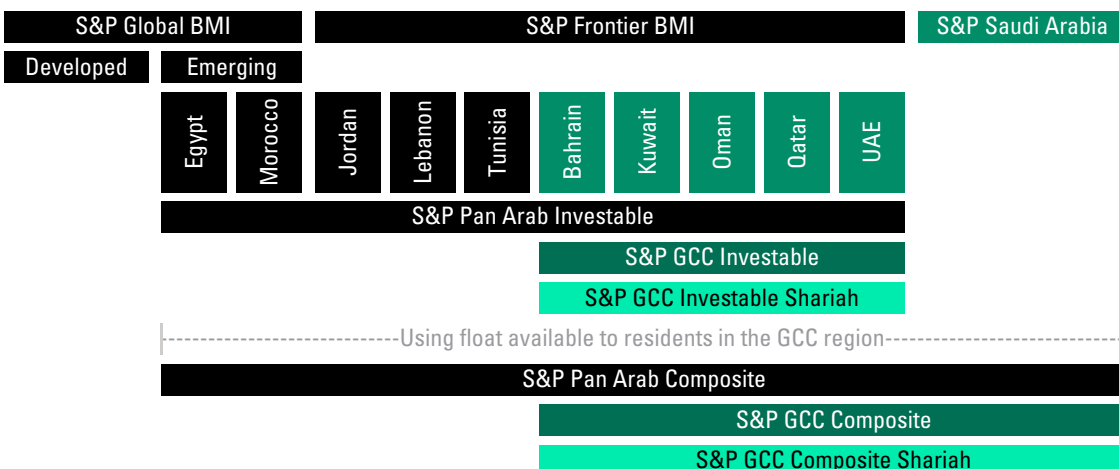 S&P Global BMI
S&P Frontier BMI
S&P Saudi Arabia
Developed
Emerging
Egypt
Morocco
Jordan
Lebanon
Tunisia
Bahrain
Kuwait
Oman
Qatar
UAE
S&P Pan Arab Investable
S&P GCC Investable
S&P GCC Investable Shariah
Using float available to residents in the GCC region
S&P Pan Arab Composite
S&P GCC Composite
S&P GCC Composite Shariah